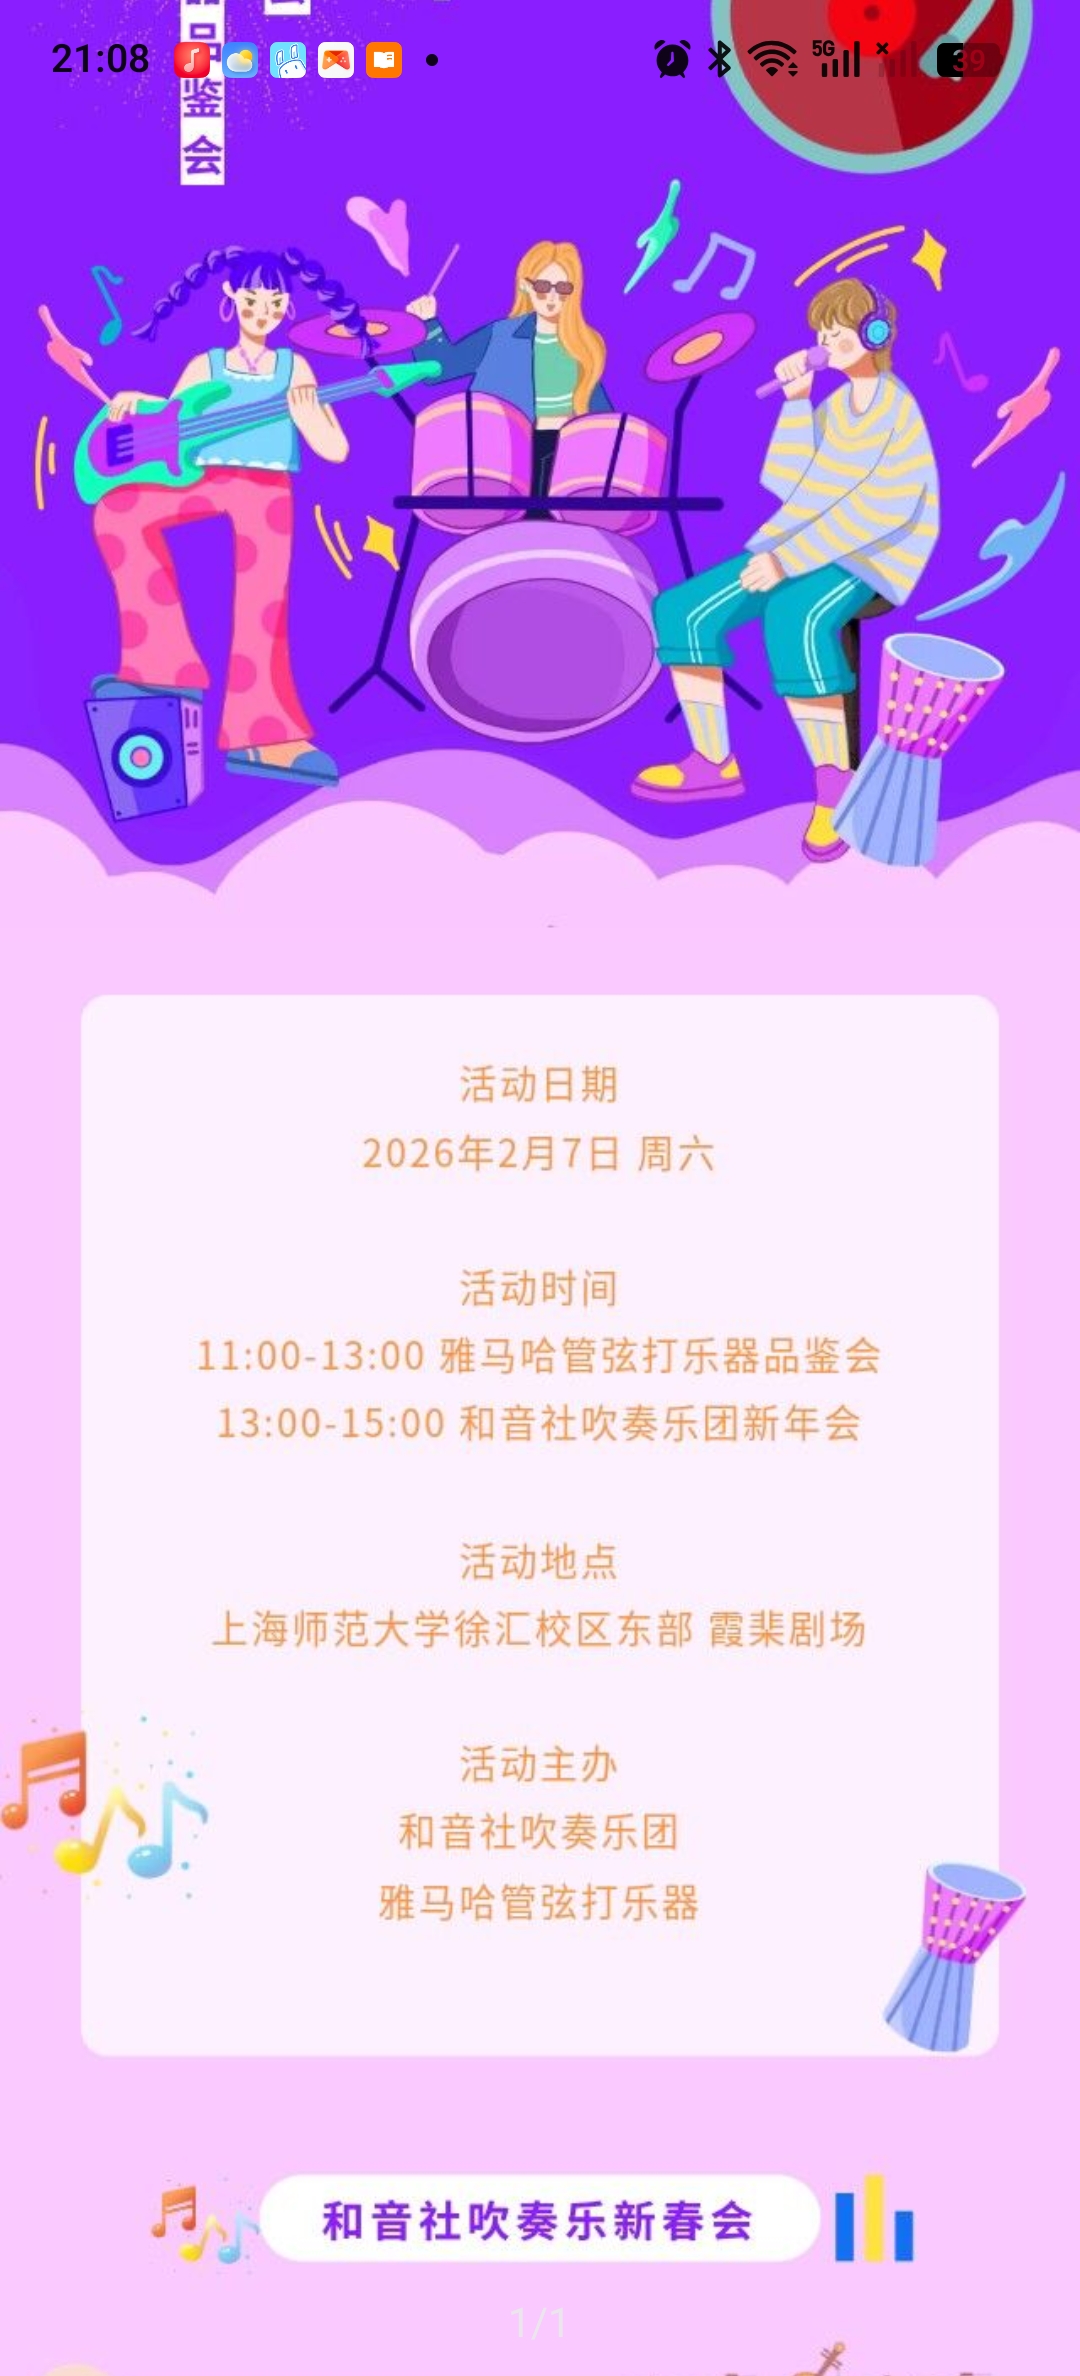 21:08
5G
39
品鉴会
活动日期
2026年2月7日 周六
活动时间
11:00-13:00 雅马哈管弦打乐器品鉴会
13:00-15:00 和音社吹奏乐团新年会
活动地点
上海师范大学徐汇校区东部 霞棐剧场
活动主办
和音社吹奏乐团
雅马哈管弦打乐器
和音社吹奏乐新春会
1/1